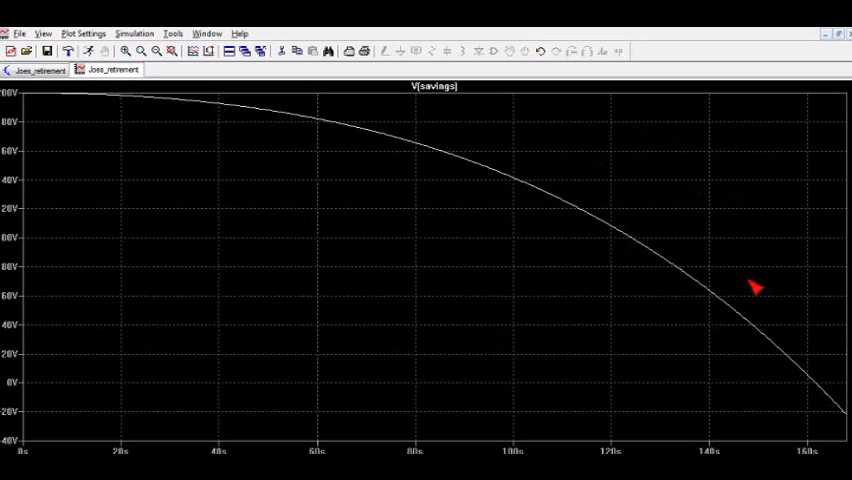 File View Plot Settings Simulation Tools Window Help
Joes_retirement Joes_retirement
V(savings)
00V
80V
60V
40V
20V
00V
80V
60V
40V
20V
0V
-20V
-40V
0s 20s 40s 60s 80s 100s 120s 140s 160s